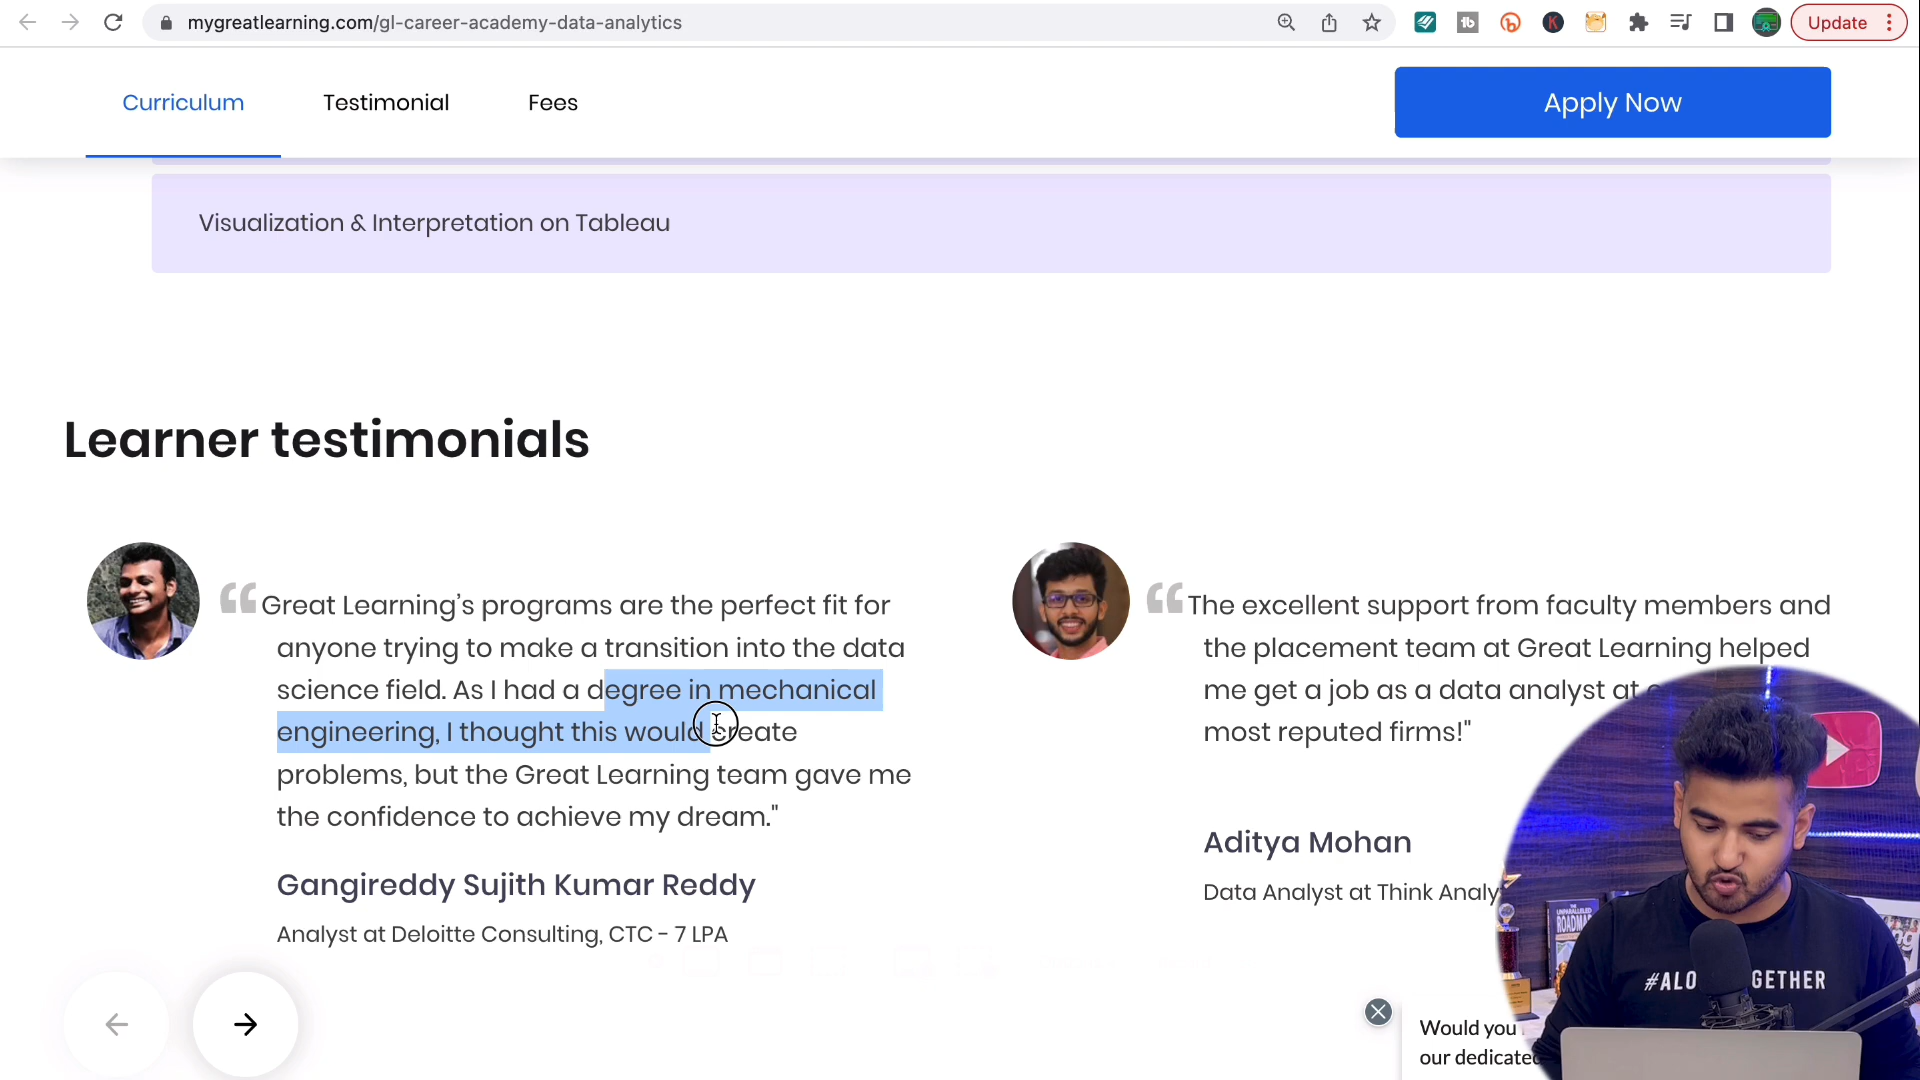 mygreatlearning.com/gl-career-academy-data-analytics
Update
Curriculum
Testimonial
Fees
Apply Now
Visualization & Interpretation on Tableau
Learner testimonials
“Great Learning’s programs are the perfect fit for
anyone trying to make a transition into the data
science field. As I had a degree in mechanical
engineering, I thought this would create
problems, but the Great Learning team gave me
the confidence to achieve my dream."
Gangireddy Sujith Kumar Reddy
Analyst at Deloitte Consulting, CTC - 7 LPA
“The excellent support from faculty members and
the placement team at Great Learning helped
me get a job as a data analyst at
most reputed firms!"
Aditya Mohan
Data Analyst at Think Analy
Would you
our dedicated
THE
UNPARALLELED
ROADMAP
#ALO GETHER